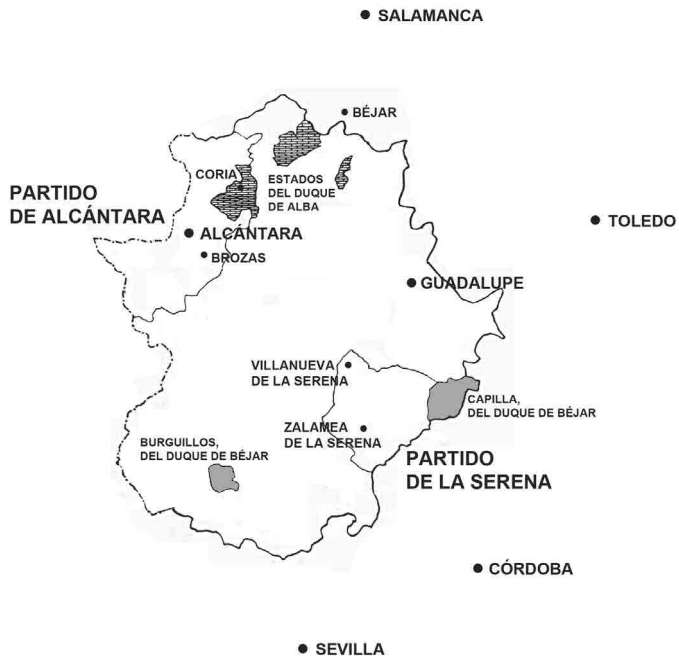 SALAMANCA
BÉJAR
CORIA
ESTADOS
DEL DUQUE
DE ALBA
PARTIDO
DE ALCÁNTARA
ALCÁNTARA
TOLEDO
BROZAS
GUADALUPE
VILLANUEVA
DE LA SERENA
CAPILLA,
DEL DUQUE DE BÉJAR
ZALAMEA
DE LA SERENA
BURGUILLOS,
DEL DUQUE DE BÉJAR
PARTIDO
DE LA SERENA
CÓRDOBA
SEVILLA